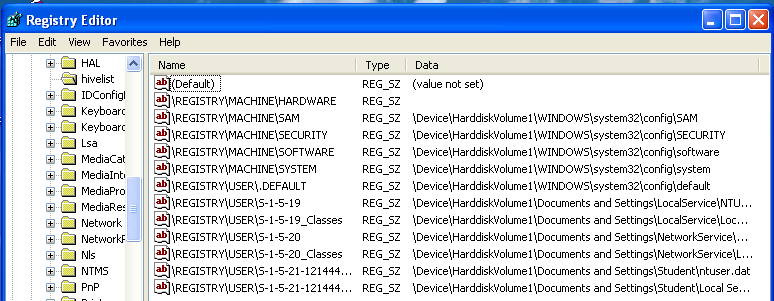 Registry Editor
File Edit View Favorites Help
Name Type Data
HAL
hivelist
IDConfig
Keyboard
Keyboard
Lsa
MediaCat
MediaInt
MediaPro
MediaRes
Network
NetworkP
Nls
NTMS
PnP
(Default) REG_SZ (value not set)
\REGISTRY\MACHINE\HARDWARE REG_SZ
\REGISTRY\MACHINE\SAM REG_SZ \Device\HarddiskVolume1\WINDOWS\system32\config\SAM
\REGISTRY\MACHINE\SECURITY REG_SZ \Device\HarddiskVolume1\WINDOWS\system32\config\SECURITY
\REGISTRY\MACHINE\SOFTWARE REG_SZ \Device\HarddiskVolume1\WINDOWS\system32\config\software
\REGISTRY\MACHINE\SYSTEM REG_SZ \Device\HarddiskVolume1\WINDOWS\system32\config\system
\REGISTRY\USER\.DEFAULT REG_SZ \Device\HarddiskVolume1\WINDOWS\system32\config\default
\REGISTRY\USER\S-1-5-19 REG_SZ \Device\HarddiskVolume1\Documents and Settings\LocalService\NTU...
\REGISTRY\USER\S-1-5-19_Classes REG_SZ \Device\HarddiskVolume1\Documents and Settings\LocalService\Loc...
\REGISTRY\USER\S-1-5-20 REG_SZ \Device\HarddiskVolume1\Documents and Settings\NetworkService\...
\REGISTRY\USER\S-1-5-20_Classes REG_SZ \Device\HarddiskVolume1\Documents and Settings\NetworkService\L...
\REGISTRY\USER\S-1-5-21-121444... REG_SZ \Device\HarddiskVolume1\Documents and Settings\Student\ntuser.dat
\REGISTRY\USER\S-1-5-21-121444... REG_SZ \Device\HarddiskVolume1\Documents and Settings\Student\Local Se...